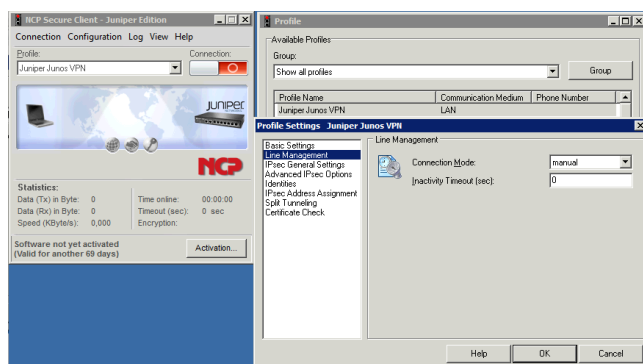 NCP Secure Client - Juniper Edition
Connection Configuration Log View Help
Profile:
Connection:
Juniper Junos VPN
JUNIPER
NCP
Statistics:
Data (Tx) in Byte: 0 Time online: 00:00:00
Data (Rx) in Byte: 0 Timeout (sec): 0 sec
Speed (KByte/s): 0,000 Encryption:
Software not yet activated
(Valid for another 69 days)
Activation...
Profile
Available Profiles
Group:
Show all profiles
Group
Profile Name Communication Medium Phone Number
Juniper Junos VPN LAN
Profile Settings Juniper Junos VPN
Basic Settings
Line Management
IPsec General Settings
Advanced IPsec Options
Identities
IPsec Address Assignment
Split Tunneling
Certificate Check
Line Management
Connection Mode: manual
Inactivity Timeout (sec): 0
Help OK Cancel